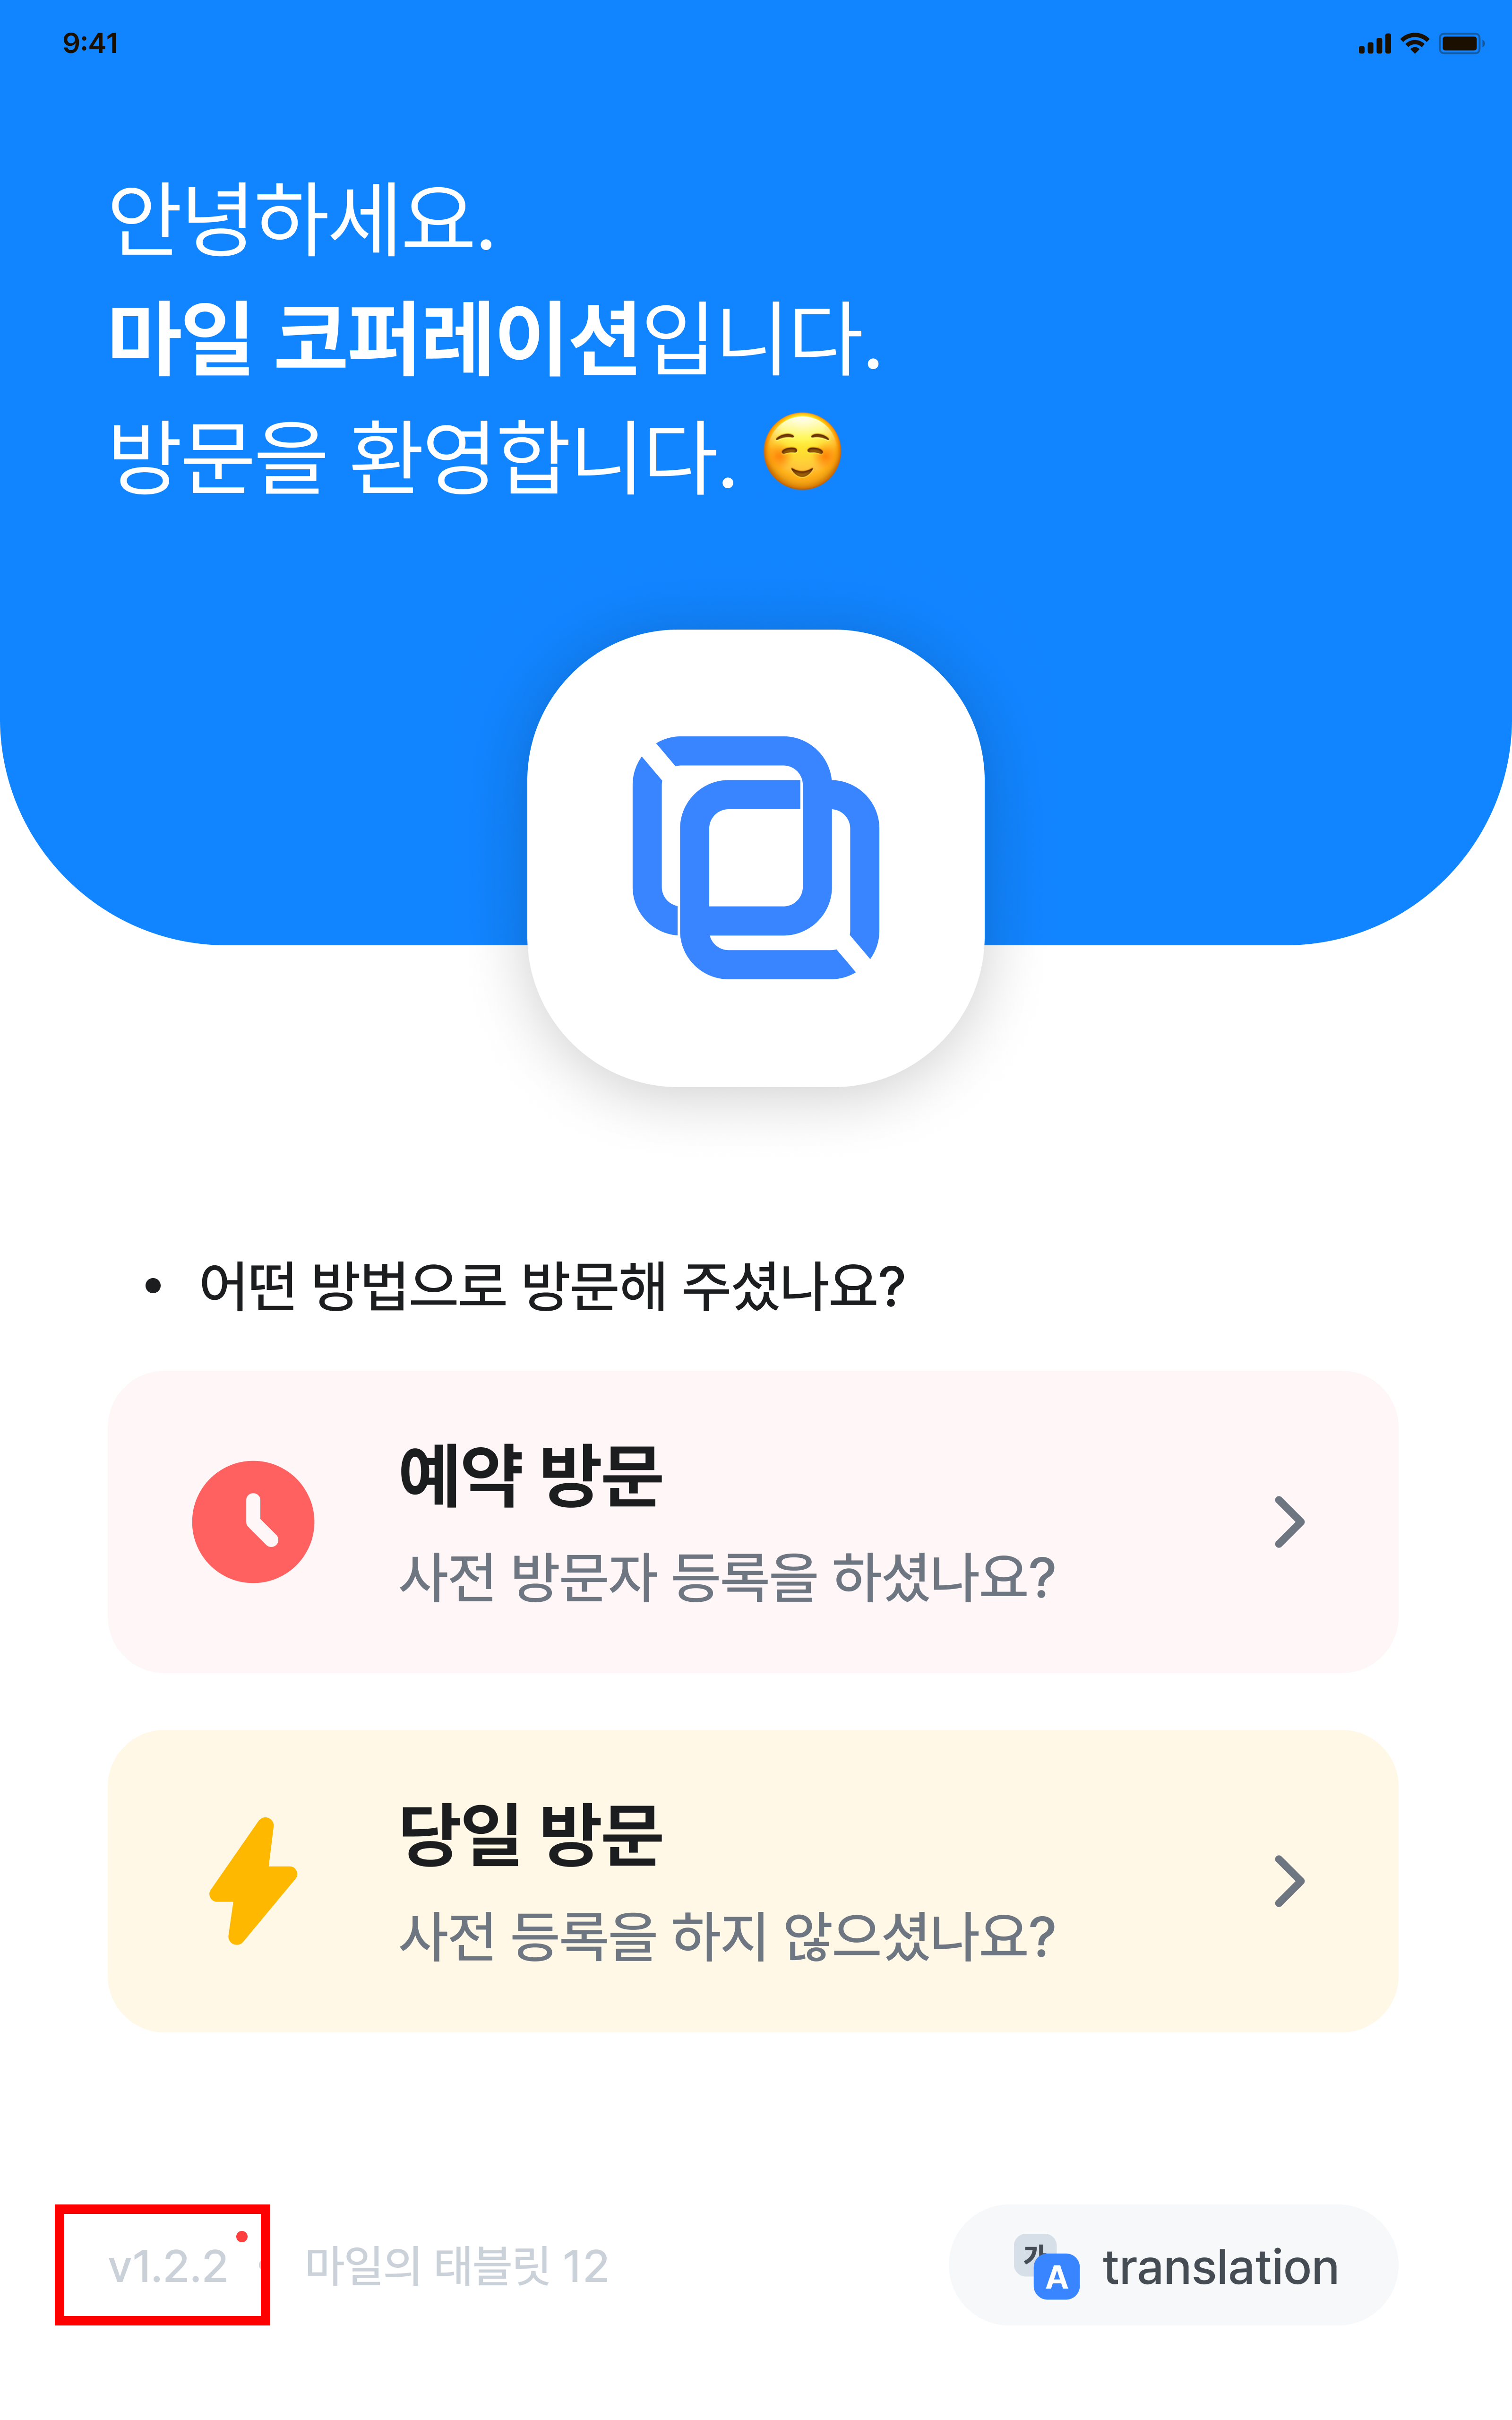 9:41
안녕하세요.
마일 코퍼레이션입니다.
방문을 환영합니다. ☺️
• 어떤 방법으로 방문해 주셨나요?
예약 방문
사전 방문자 등록을 하셨나요?
당일 방문
사전 등록을 하지 않으셨나요?
v1.2.2 마일의 태블릿 12
가 A translation